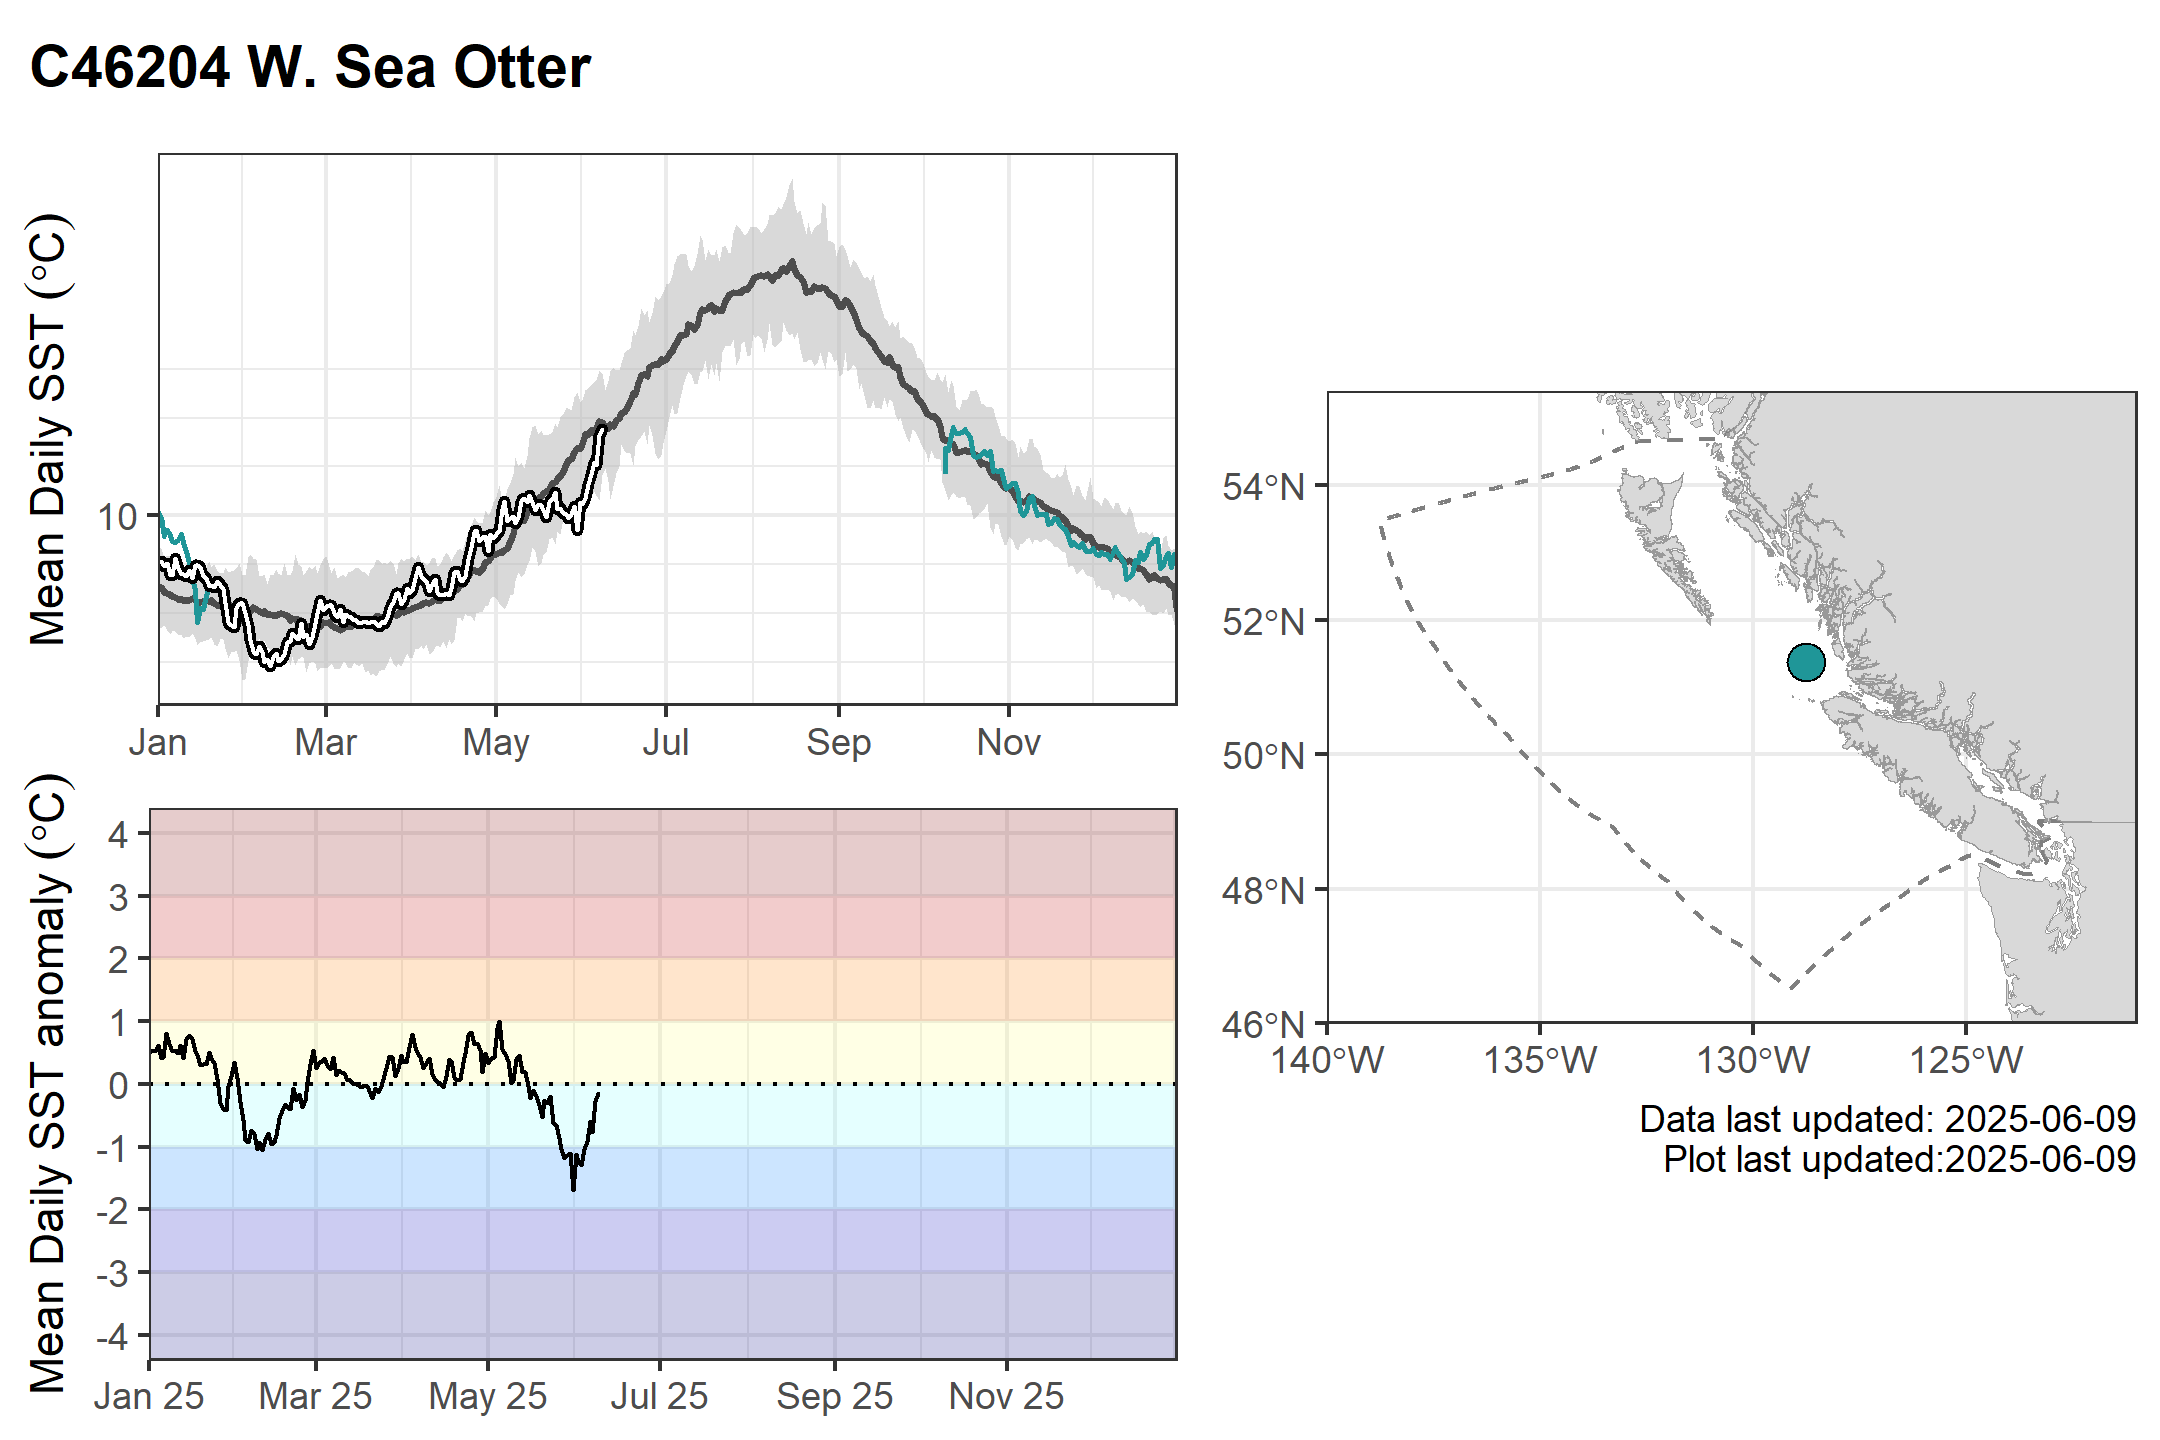 C46204 W. Sea Otter
Mean Daily SST (°C)
10
Jan Mar May Jul Sep Nov
Mean Daily SST anomaly (°C)
4
3
2
1
0
-1
-2
-3
-4
Jan 25 Mar 25 May 25 Jul 25 Sep 25 Nov 25
54°N
52°N
50°N
48°N
46°N
140°W 135°W 130°W 125°W
Data last updated: 2025-06-09
Plot last updated:2025-06-09